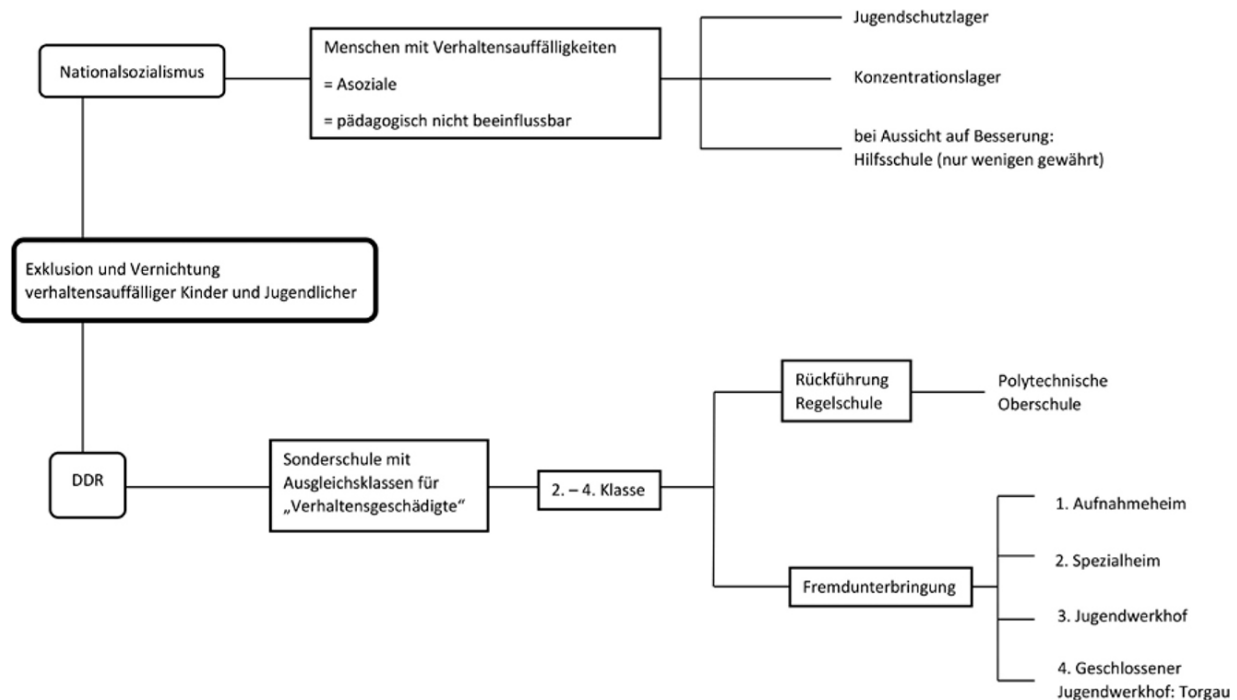 Nationalsozialismus
Menschen mit Verhaltensauffälligkeiten
= Asoziale
= pädagogisch nicht beeinflussbar
Jugendschutzlager
Konzentrationslager
bei Aussicht auf Besserung:
Hilfsschule (nur wenigen gewährt)
Exklusion und Vernichtung
verhaltensauffälliger Kinder und Jugendlicher
DDR
Sonderschule mit
Ausgleichsklassen für
„Verhaltensgeschädigte“
2. – 4. Klasse
Rückführung
Regelschule
Polytechnische
Oberschule
Fremdunterbringung
1. Aufnahmeheim
2. Spezialheim
3. Jugendwerkhof
4. Geschlossener
Jugendwerkhof: Torgau